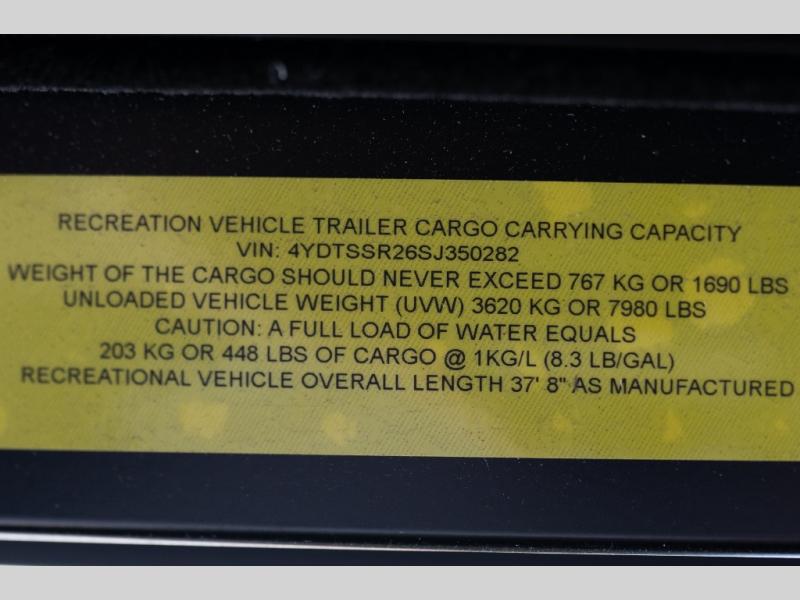 RECREATION VEHICLE TRAILER CARGO CARRYING CAPACITY
VIN: 4YDTSSR26SJ350282
WEIGHT OF THE CARGO SHOULD NEVER EXCEED 767 KG OR 1690 LBS
UNLOADED VEHICLE WEIGHT (UVW) 3620 KG OR 7980 LBS
CAUTION: A FULL LOAD OF WATER EQUALS
203 KG OR 448 LBS OF CARGO @ 1KG/L (8.3 LB/GAL)
RECREATIONAL VEHICLE OVERALL LENGTH 37' 8" AS MANUFACTURED